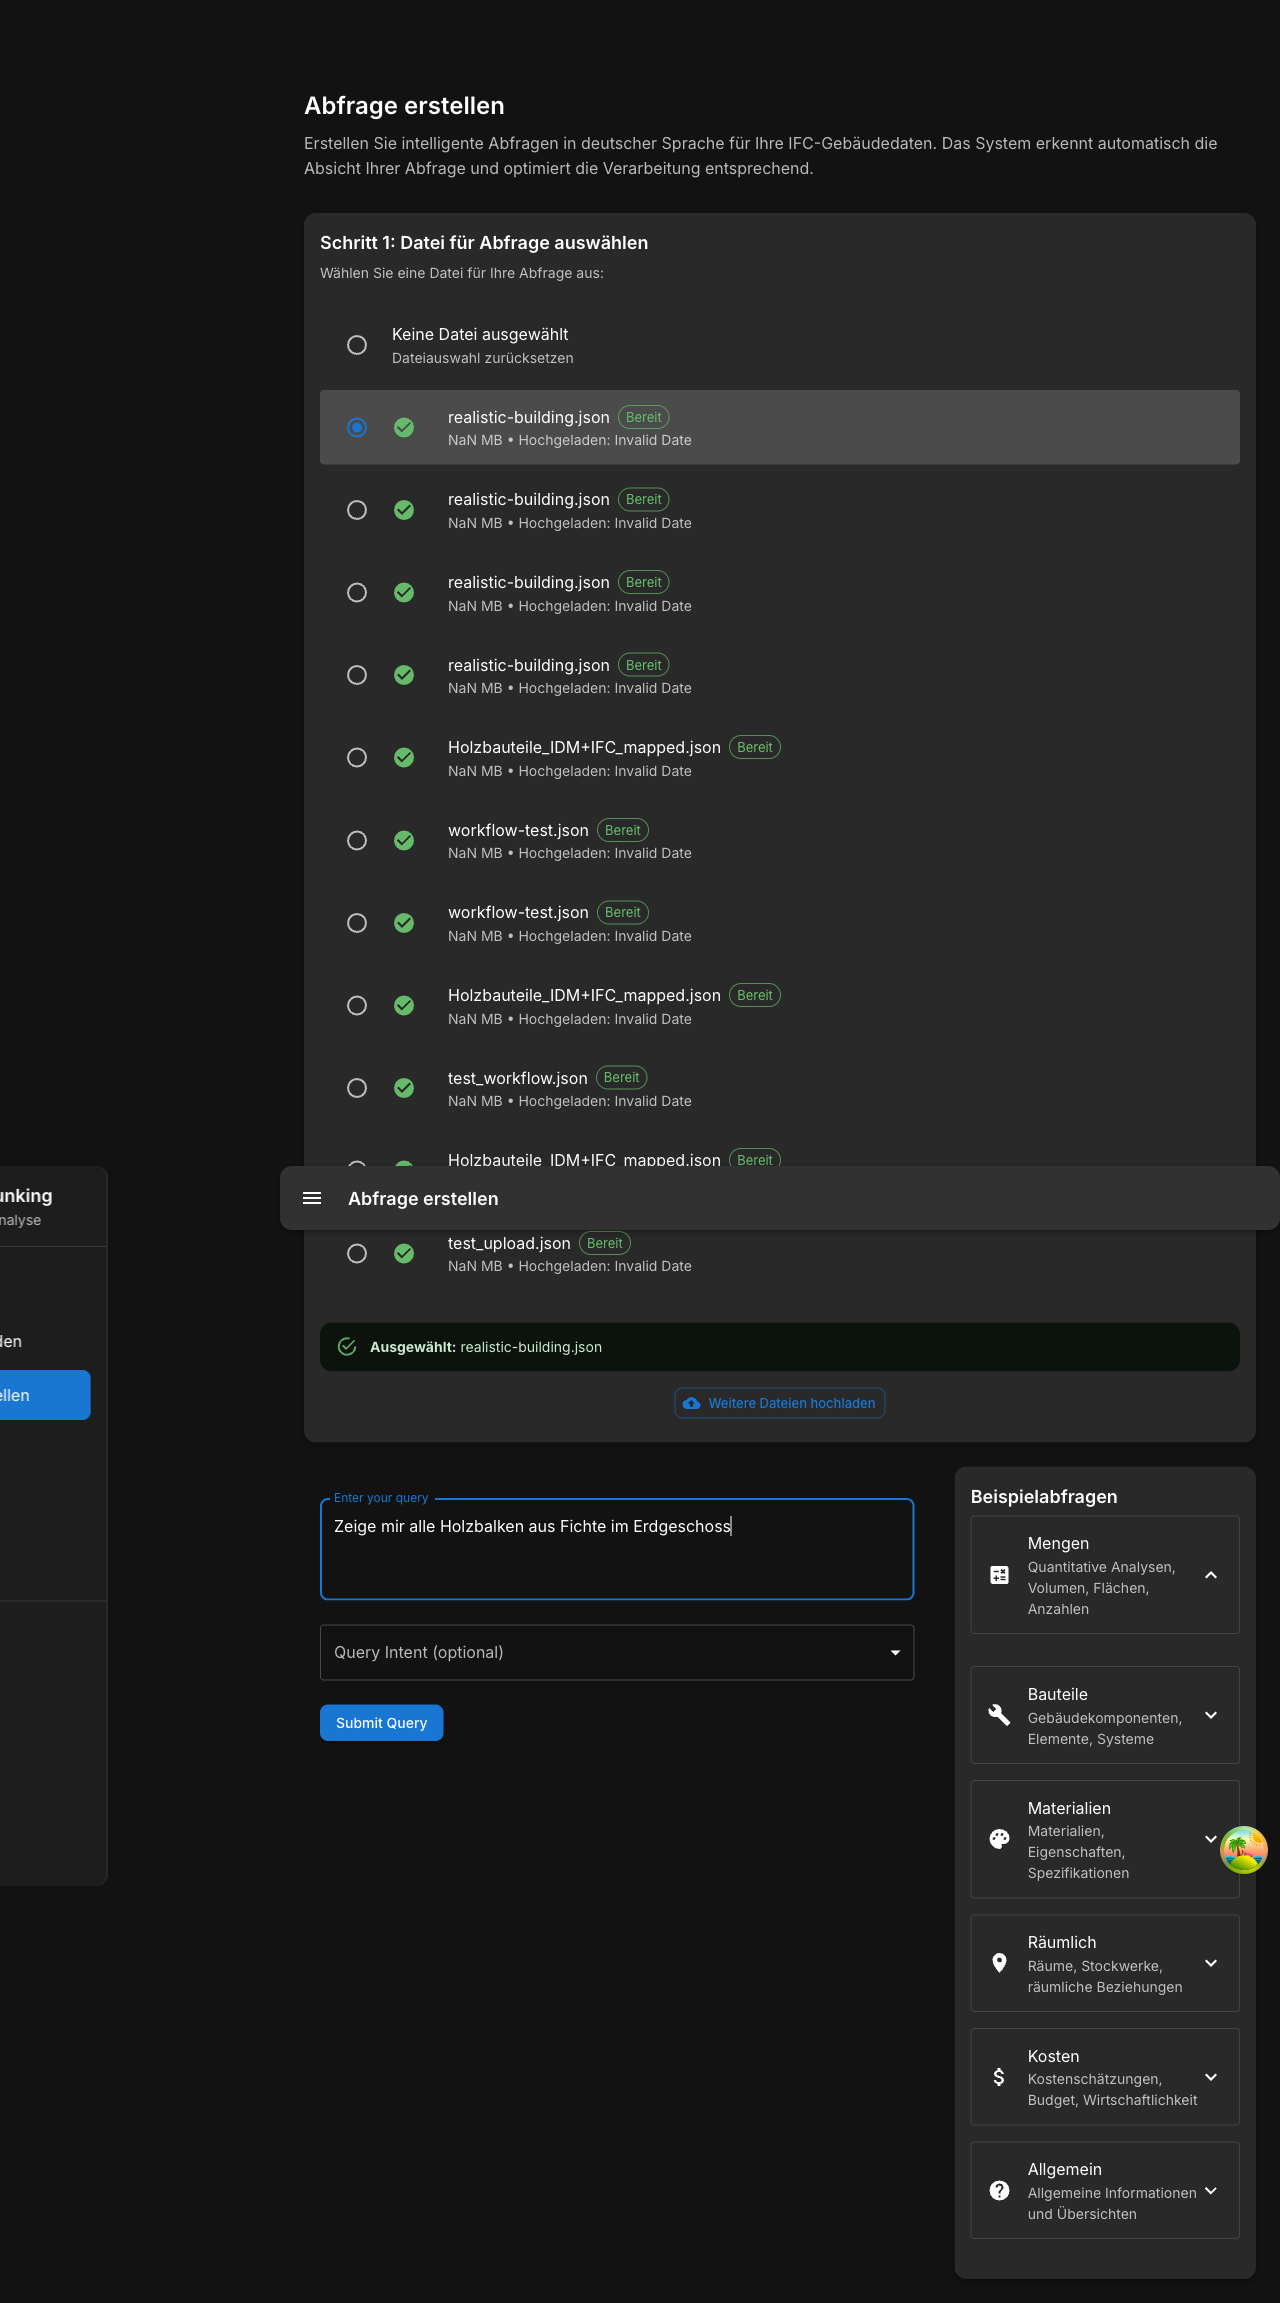 Abfrage erstellen
Erstellen Sie intelligente Abfragen in deutscher Sprache für Ihre IFC-Gebäudedaten. Das System erkennt automatisch die
Absicht Ihrer Abfrage und optimiert die Verarbeitung entsprechend.
Schritt 1: Datei für Abfrage auswählen
Wählen Sie eine Datei für Ihre Abfrage aus:
Keine Datei ausgewählt
Dateiauswahl zurücksetzen
realistic-building.json Bereit
NaN MB • Hochgeladen: Invalid Date
realistic-building.json Bereit
NaN MB • Hochgeladen: Invalid Date
realistic-building.json Bereit
NaN MB • Hochgeladen: Invalid Date
realistic-building.json Bereit
NaN MB • Hochgeladen: Invalid Date
Holzbauteile_IDM+IFC_mapped.json Bereit
NaN MB • Hochgeladen: Invalid Date
workflow-test.json Bereit
NaN MB • Hochgeladen: Invalid Date
workflow-test.json Bereit
NaN MB • Hochgeladen: Invalid Date
Holzbauteile_IDM+IFC_mapped.json Bereit
NaN MB • Hochgeladen: Invalid Date
test_workflow.json Bereit
NaN MB • Hochgeladen: Invalid Date
Holzbauteile_IDM+IFC_mapped.json Bereit
unking
nalyse
den
ellen
Abfrage erstellen
test_upload.json Bereit
NaN MB • Hochgeladen: Invalid Date
Ausgewählt: realistic-building.json
Weitere Dateien hochladen
Enter your query
Zeige mir alle Holzbalken aus Fichte im Erdgeschoss
Query Intent (optional)
Submit Query
Beispielabfragen
Mengen
Quantitative Analysen,
Volumen, Flächen,
Anzahlen
Bauteile
Gebäudekomponenten,
Elemente, Systeme
Materialien
Materialien,
Eigenschaften,
Spezifikationen
Räumlich
Räume, Stockwerke,
räumliche Beziehungen
Kosten
Kostenschätzungen,
Budget, Wirtschaftlichkeit
Allgemein
Allgemeine Informationen
und Übersichten